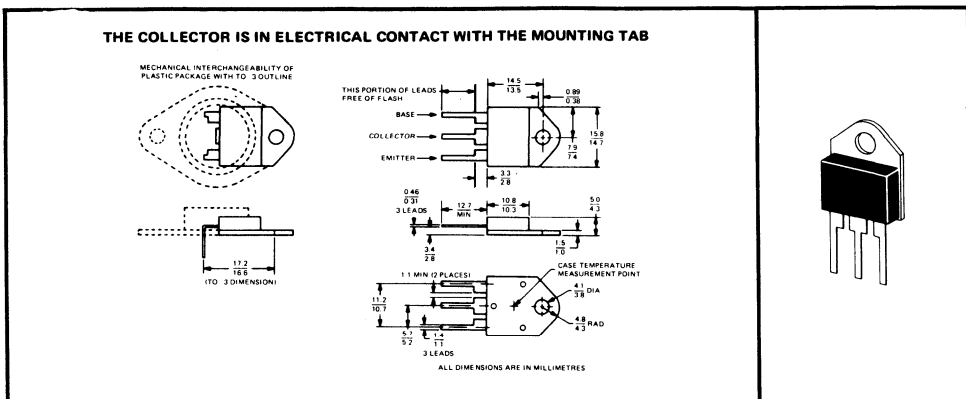 THE COLLECTOR IS IN ELECTRICAL CONTACT WITH THE MOUNTING TAB
MECHANICAL INTERCHANGEABILITY OF
PLASTIC PACKAGE WITH TO 3 OUTLINE
THIS PORTION OF LEADS
FREE OF FLASH
14.5
13.5
0.89
0.38
BASE
COLLECTOR
EMITTER
15.8
14.7
7.9
7.4
3.3
2.8
0.46
0.31
3 LEADS
12.7
MIN
10.8
10.3
5.0
4.3
3.4
2.8
1.5
1.0
17.2
16.6
(TO 3 DIMENSION)
1.1 MIN (2 PLACES)
CASE TEMPERATURE
MEASUREMENT POINT
4.1
3.8 DIA
11.2
10.7
4.8
4.3 RAD
5.2
1.4
1.1
3 LEADS
ALL DIMENSIONS ARE IN MILLIMETRES